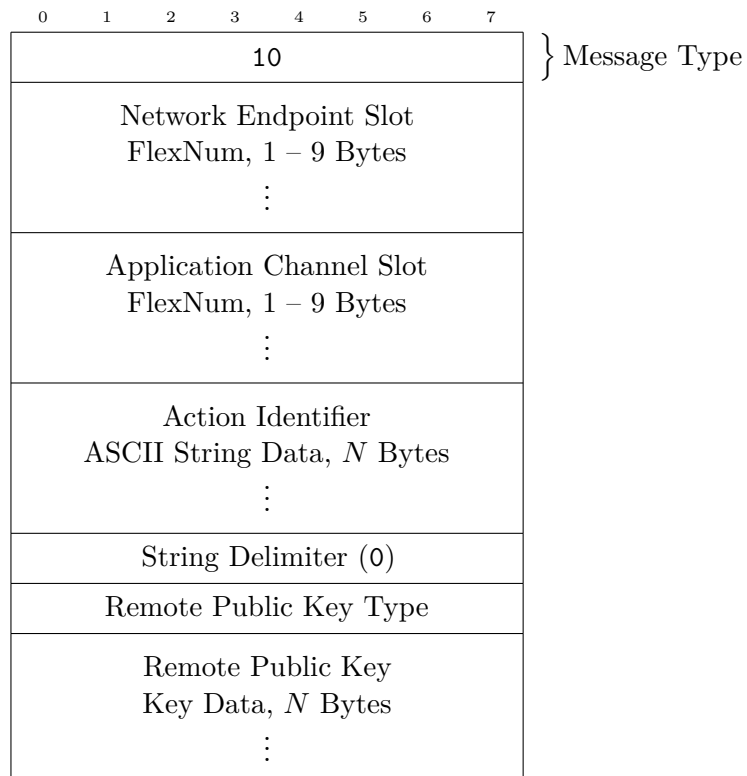 0 1 2 3 4 5 6 7
10
Message Type
Network Endpoint Slot
FlexNum, 1 – 9 Bytes
Application Channel Slot
FlexNum, 1 – 9 Bytes
Action Identifier
ASCII String Data, N Bytes
String Delimiter (0)
Remote Public Key Type
Remote Public Key
Key Data, N Bytes